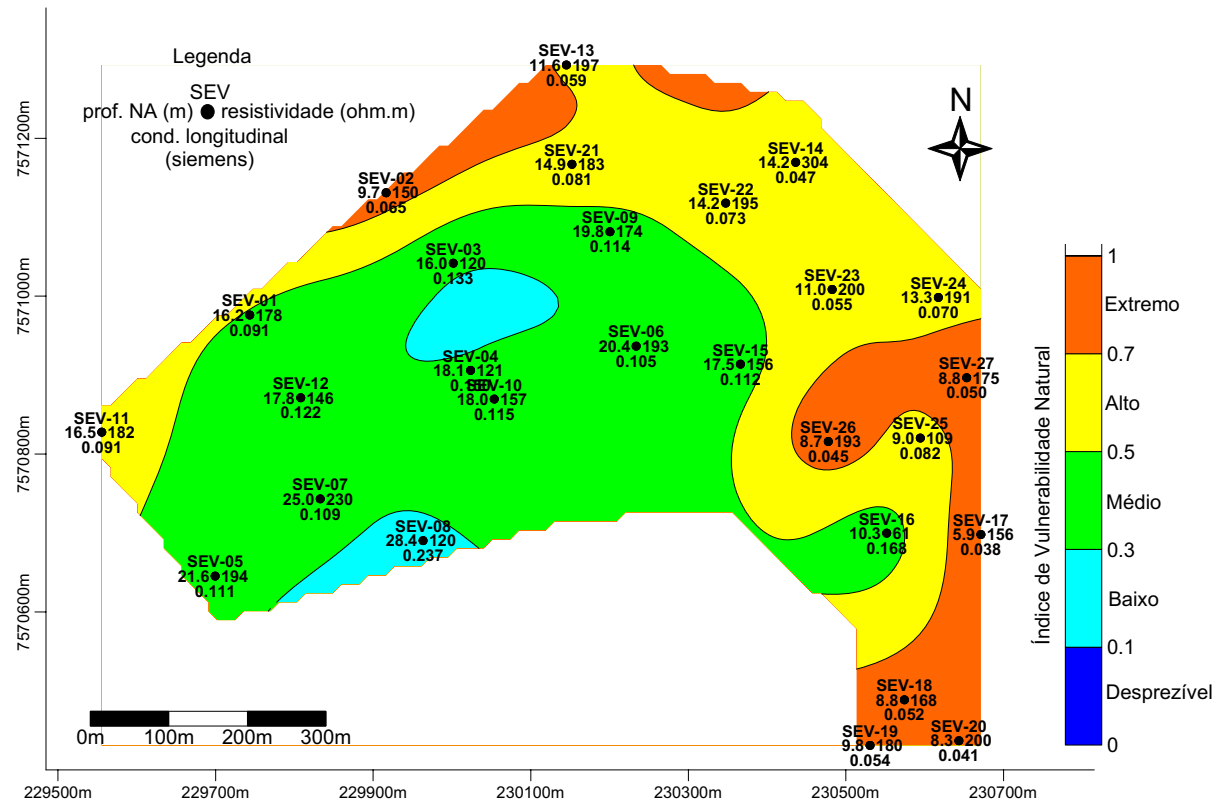 Legenda
SEV
prof. NA (m) resistividade (ohm.m)
cond. longitudinal
(siemens)
N
SEV-13
11.6 197
0.059
SEV-21
14.9 183
0.081
SEV-14
14.2 304
0.047
SEV-02
9.7 150
0.065
SEV-22
14.2 195
0.073
SEV-09
19.8 174
0.114
SEV-03
16.0 120
0.133
SEV-23
11.0 200
0.055
SEV-24
13.3 191
0.070
SEV-01
16.2 178
0.091
SEV-06
20.4 193
0.105
SEV-15
17.5 156
0.112
SEV-04
18.1 121
SEV-10
18.0 157
0.115
SEV-27
8.8 175
0.050
SEV-12
17.8 146
0.122
SEV-11
16.5 182
0.091
SEV-26
8.7 193
0.045
SEV-25
9.0 109
0.082
SEV-07
25.0 230
0.109
SEV-08
28.4 120
0.237
SEV-16
10.3 61
0.168
SEV-17
5.9 156
0.038
SEV-05
21.6 194
0.111
SEV-18
8.8 168
0.052
SEV-19
9.8 180
0.054
SEV-20
8.3 200
0.041
0m 100m 200m 300m
7571200m
7571000m
7570800m
7570600m
229500m 229700m 229900m 230100m 230300m 230500m 230700m
Índice de Vulnerabilidade Natural
1
Extremo
0.7
Alto
0.5
Médio
0.3
Baixo
0.1
Desprezível
0